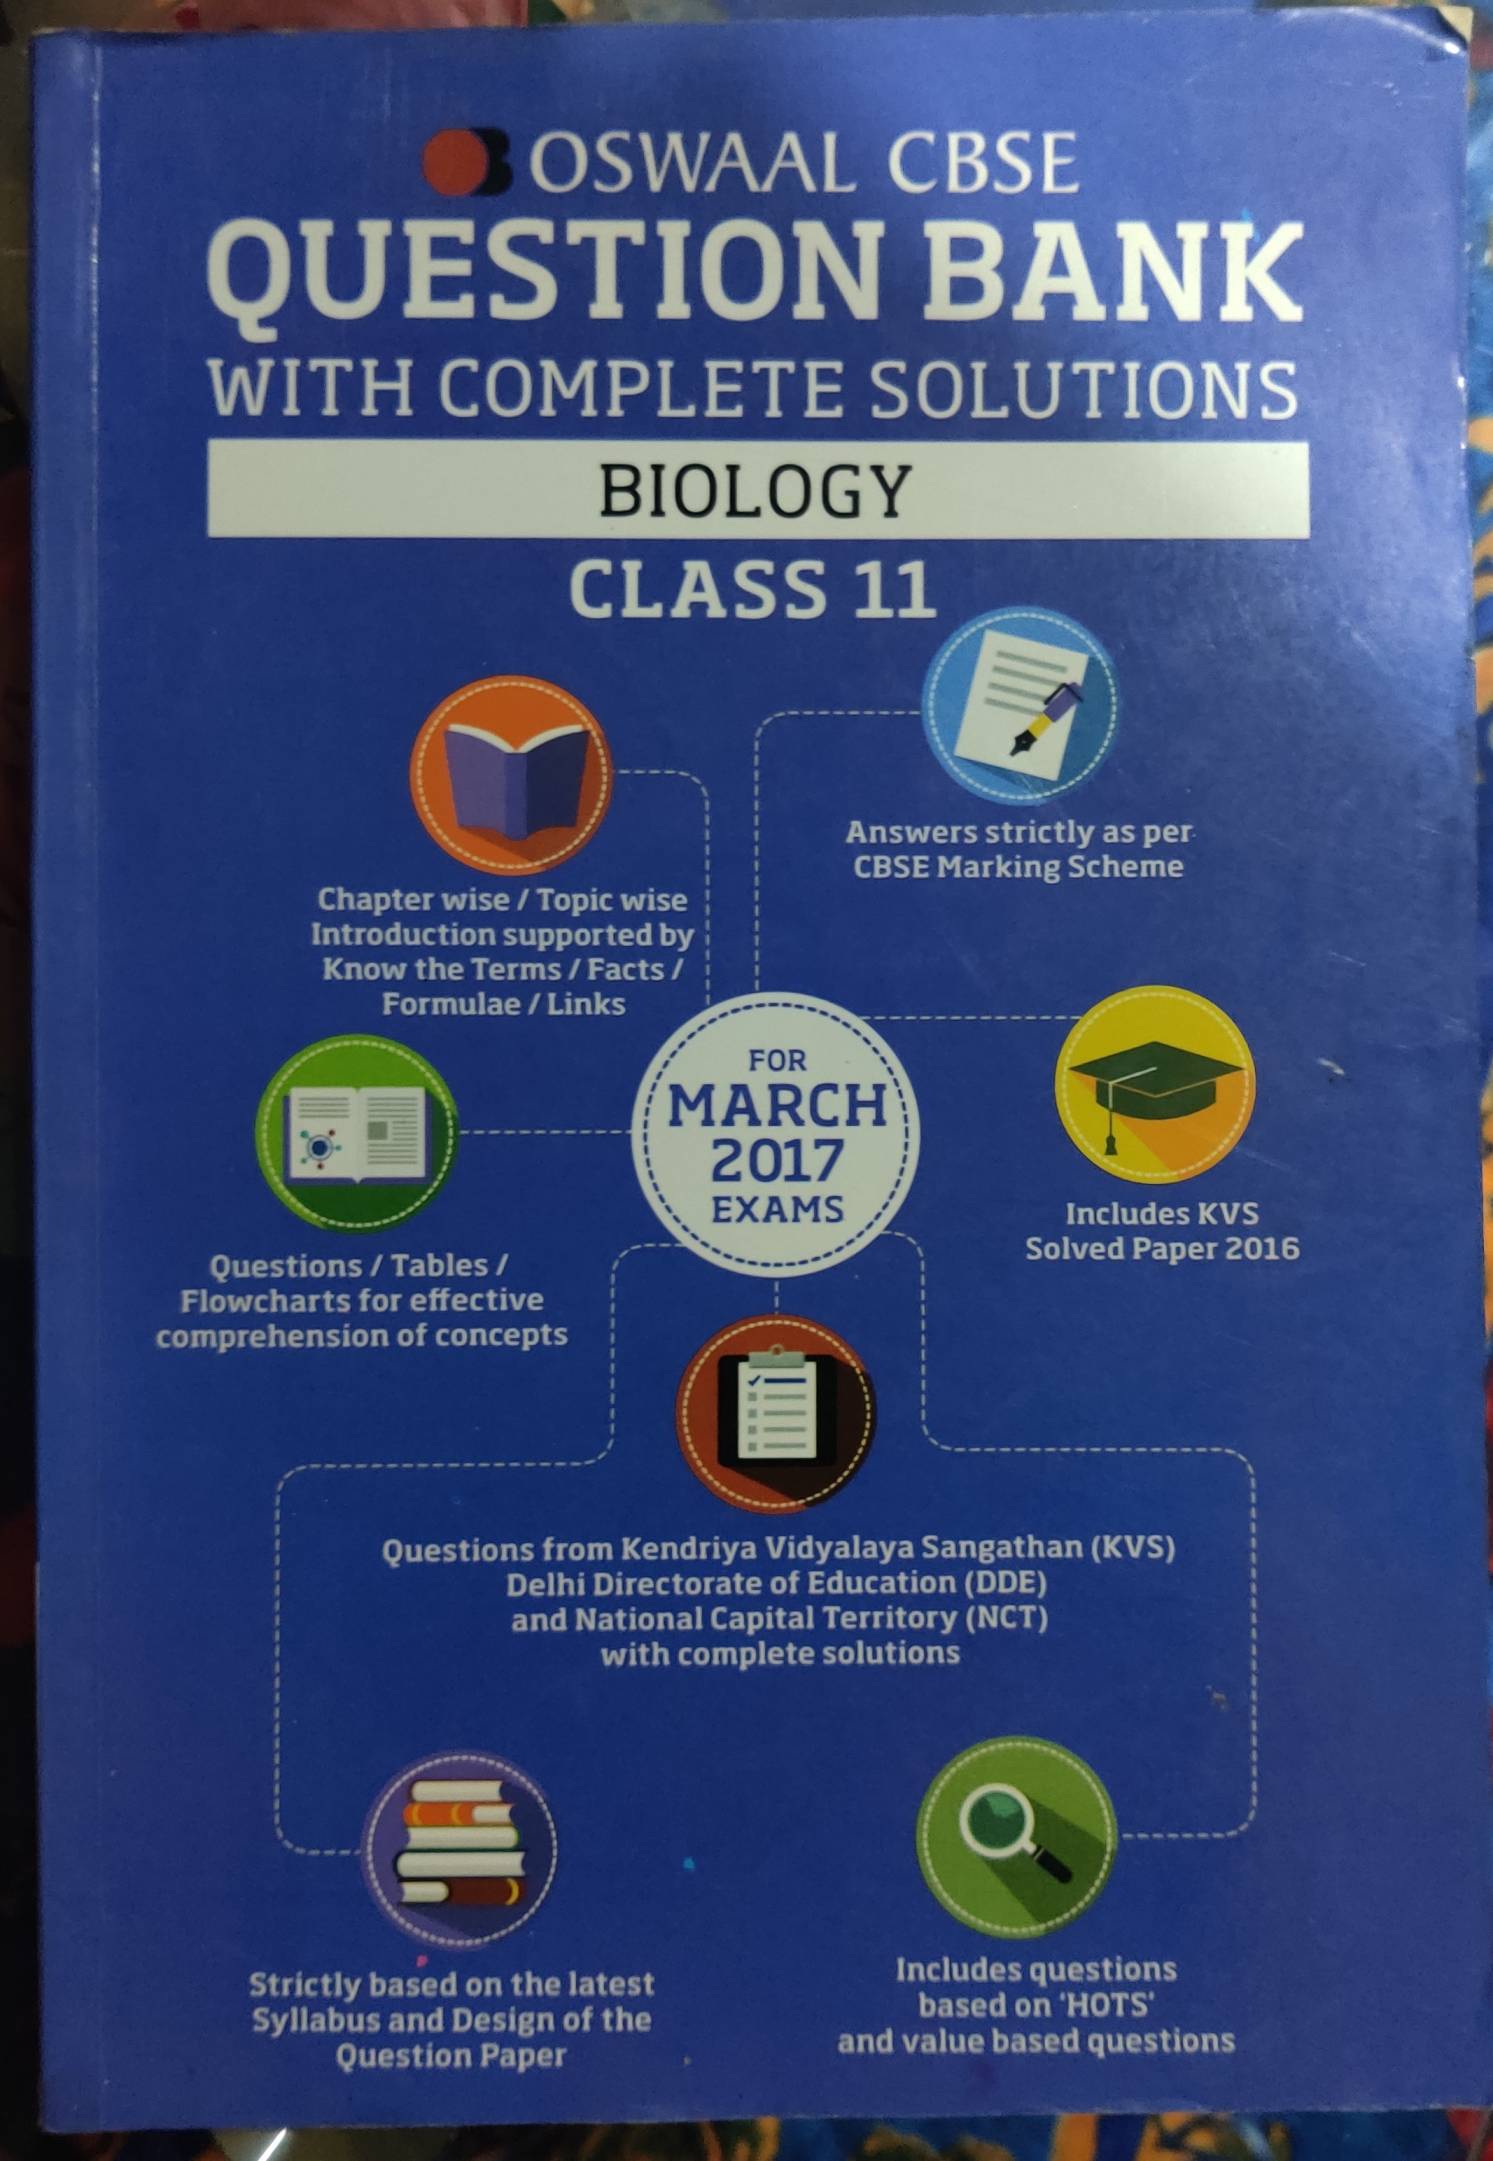 OSWAAL CBSE
QUESTION BANK
WITH COMPLETE SOLUTIONS
BIOLOGY
CLASS 11
Answers strictly as per
CBSE Marking Scheme
Chapter wise / Topic wise
Introduction supported by
Know the Terms / Facts /
Formulae / Links
FOR
MARCH
2017
EXAMS
Includes KVS
Solved Paper 2016
Questions / Tables /
Flowcharts for effective
comprehension of concepts
Questions from Kendriya Vidyalaya Sangathan (KVS)
Delhi Directorate of Education (DDE)
and National Capital Territory (NCT)
with complete solutions
Strictly based on the latest
Syllabus and Design of the
Question Paper
Includes questions
based on 'HOTS'
and value based questions